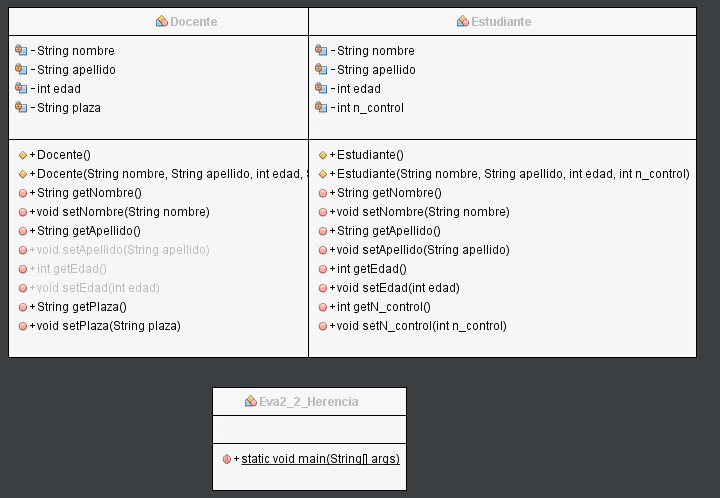 Docente
-String nombre
-String apellido
-int edad
-String plaza
+Docente()
+Docente(String nombre, String apellido, int edad,
+String getNombre()
+void setNombre(String nombre)
+String getApellido()
+void setApellido(String apellido)
+int getEdad()
+void setEdad(int edad)
+String getPlaza()
+void setPlaza(String plaza)
Estudiante
-String nombre
-String apellido
-int edad
-int n_control
+Estudiante()
+Estudiante(String nombre, String apellido, int edad, int n_control)
+String getNombre()
+void setNombre(String nombre)
+String getApellido()
+void setApellido(String apellido)
+int getEdad()
+void setEdad(int edad)
+int getN_control()
+void setN_control(int n_control)
Eva2_2_Herencia
+static void main(String[] args)